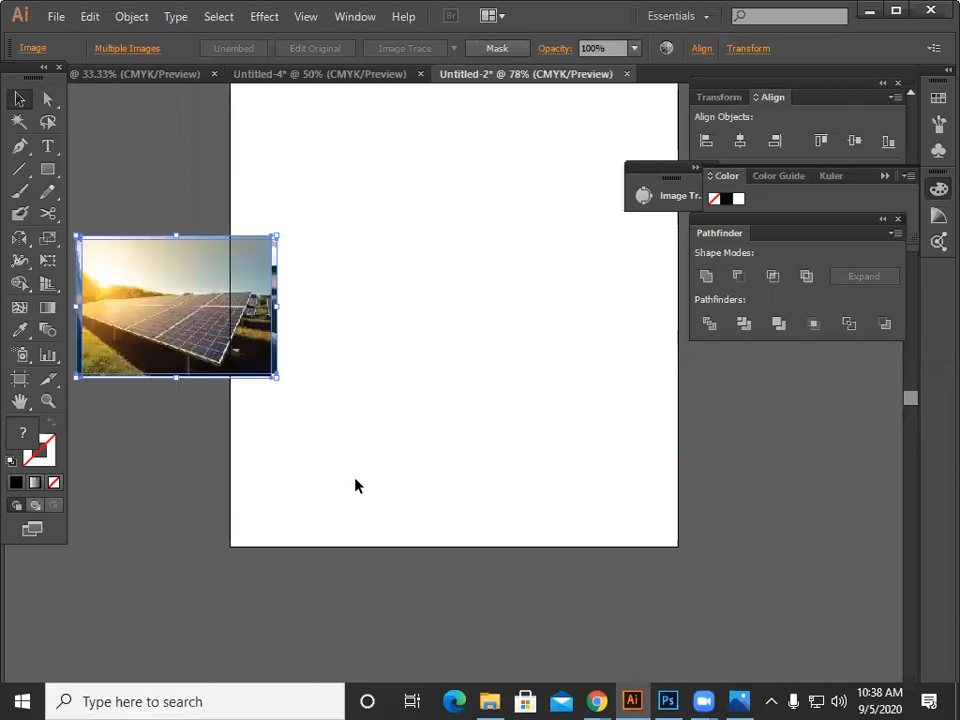 Ai File Edit Object Type Select Effect View Window Help Br Essentials
Image Multiple Images Unembed Edit Original Image Trace Mask Opacity: 100% Align Transform
@ 33.33% (CMYK/Preview) × Untitled-4* @ 50% (CMYK/Preview) × Untitled-2* @ 78% (CMYK/Preview) ×
Transform Align
Align Objects:
Color Color Guide Kuler
Image Tr...
Pathfinder
Shape Modes:
Expand
Pathfinders:
?
Type here to search
Ai Ps
10:38 AM
9/5/2020